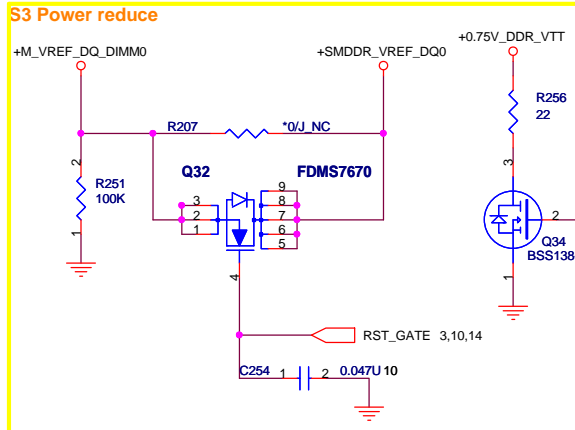 S3 Power reduce
+M_VREF_DQ_DIMM0
+SMDDR_VREF_DQ0
+0.75V_DDR_VTT
R207
*0/J_NC
R256
22
2
R251
100K
1
Q32
FDMS7670
3
2
1
9
8
7
6
5
4
3
2
Q34
BSS138
1
RST_GATE 3,10,14
C254 1 2 0.047U 10